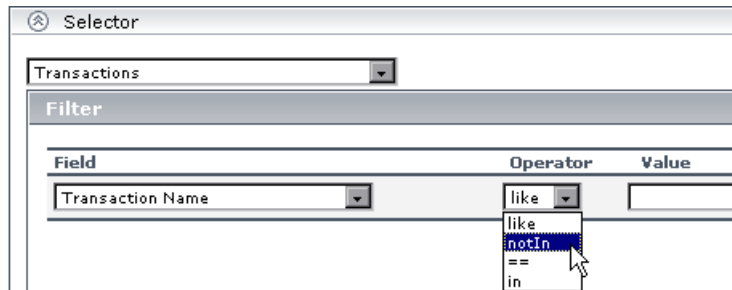 Selector
Transactions
Filter
Field Operator Value
Transaction Name like
like
notIn
==
in